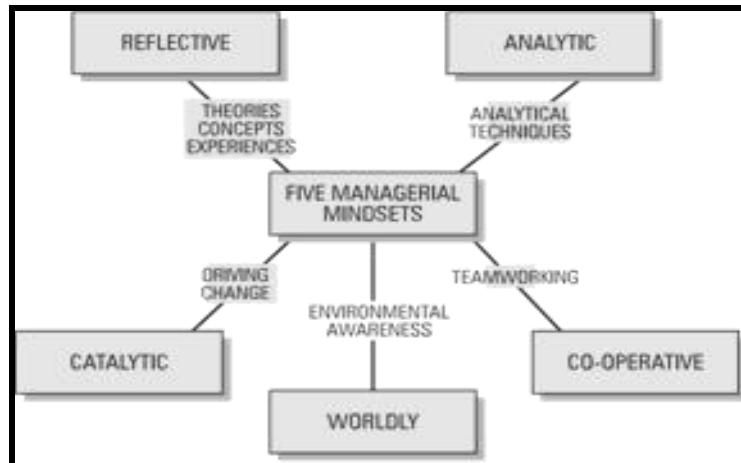 REFLECTIVE
ANALYTIC
THEORIES
CONCEPTS
EXPERIENCES
ANALYTICAL
TECHNIQUES
FIVE MANAGERIAL
MINDSETS
DRIVING
CHANGE
ENVIRONMENTAL
AWARENESS
TEAMWORKING
CATALYTIC
WORLDLY
CO-OPERATIVE